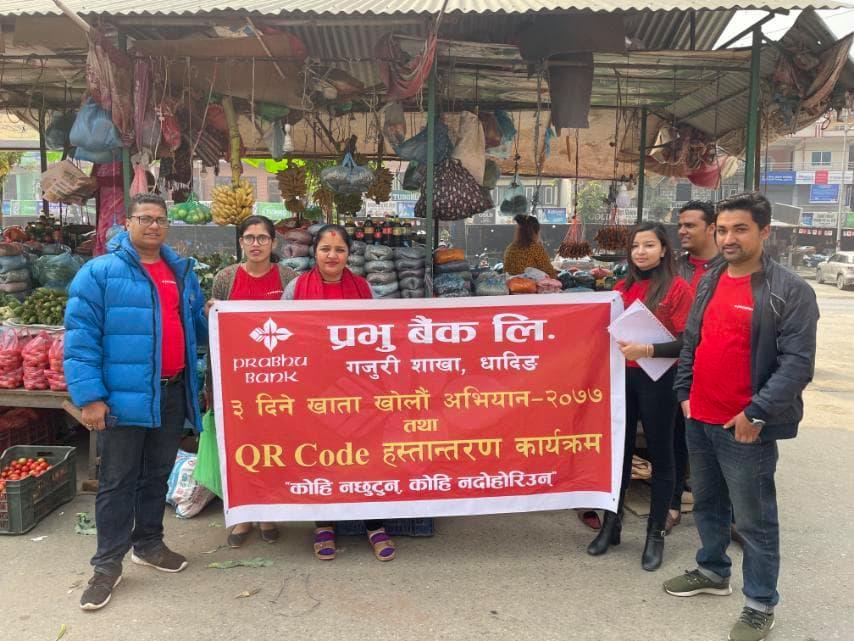 PRABHU
BANK
प्रभु बैंक लि.
गजुरी शाखा, धादिङ
३ दिने खाता खोलौं अभियान-२०७७
तथा
QR Code हस्तान्तरण कार्यक्रम
"कोहि नछुटुन्, कोहि नदोहोरिउन्"